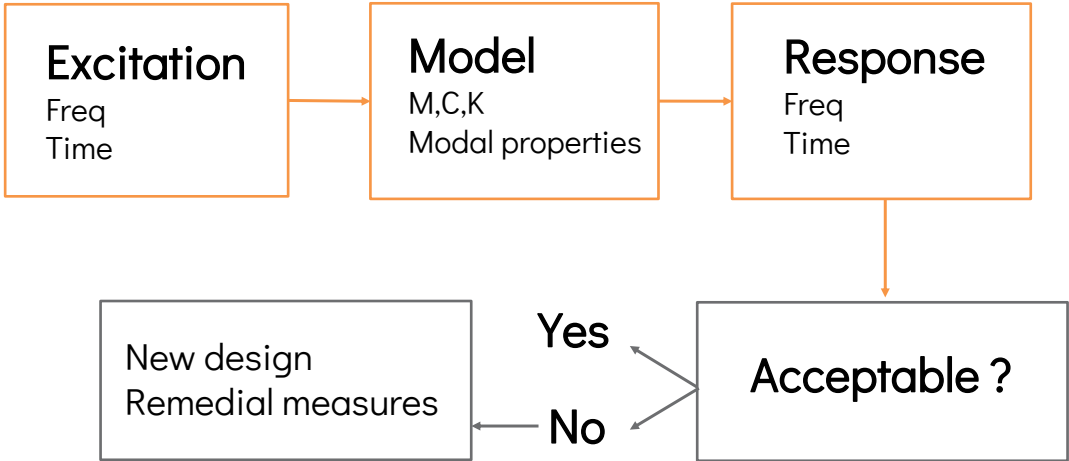 Excitation
Freq
Time
Model
M,C,K
Modal properties
Response
Freq
Time
Acceptable ?
Yes
No
New design
Remedial measures